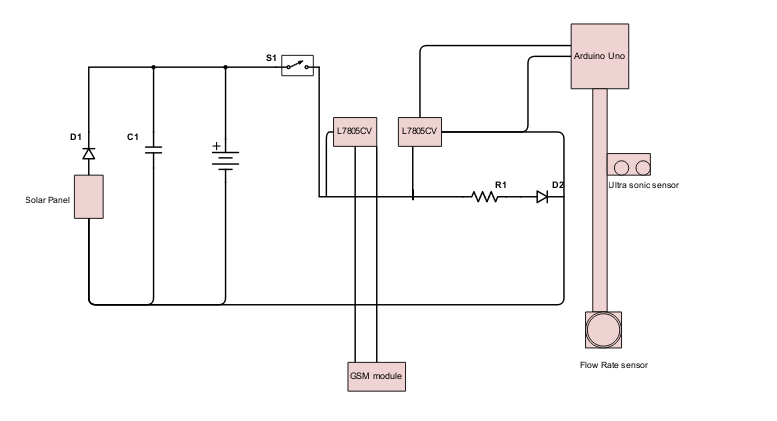 S1
Arduino Uno
D1
C1
L7805CV
L7805CV
R1
D2
Ultra sonic sensor
Solar Panel
Flow Rate sensor
GSM module